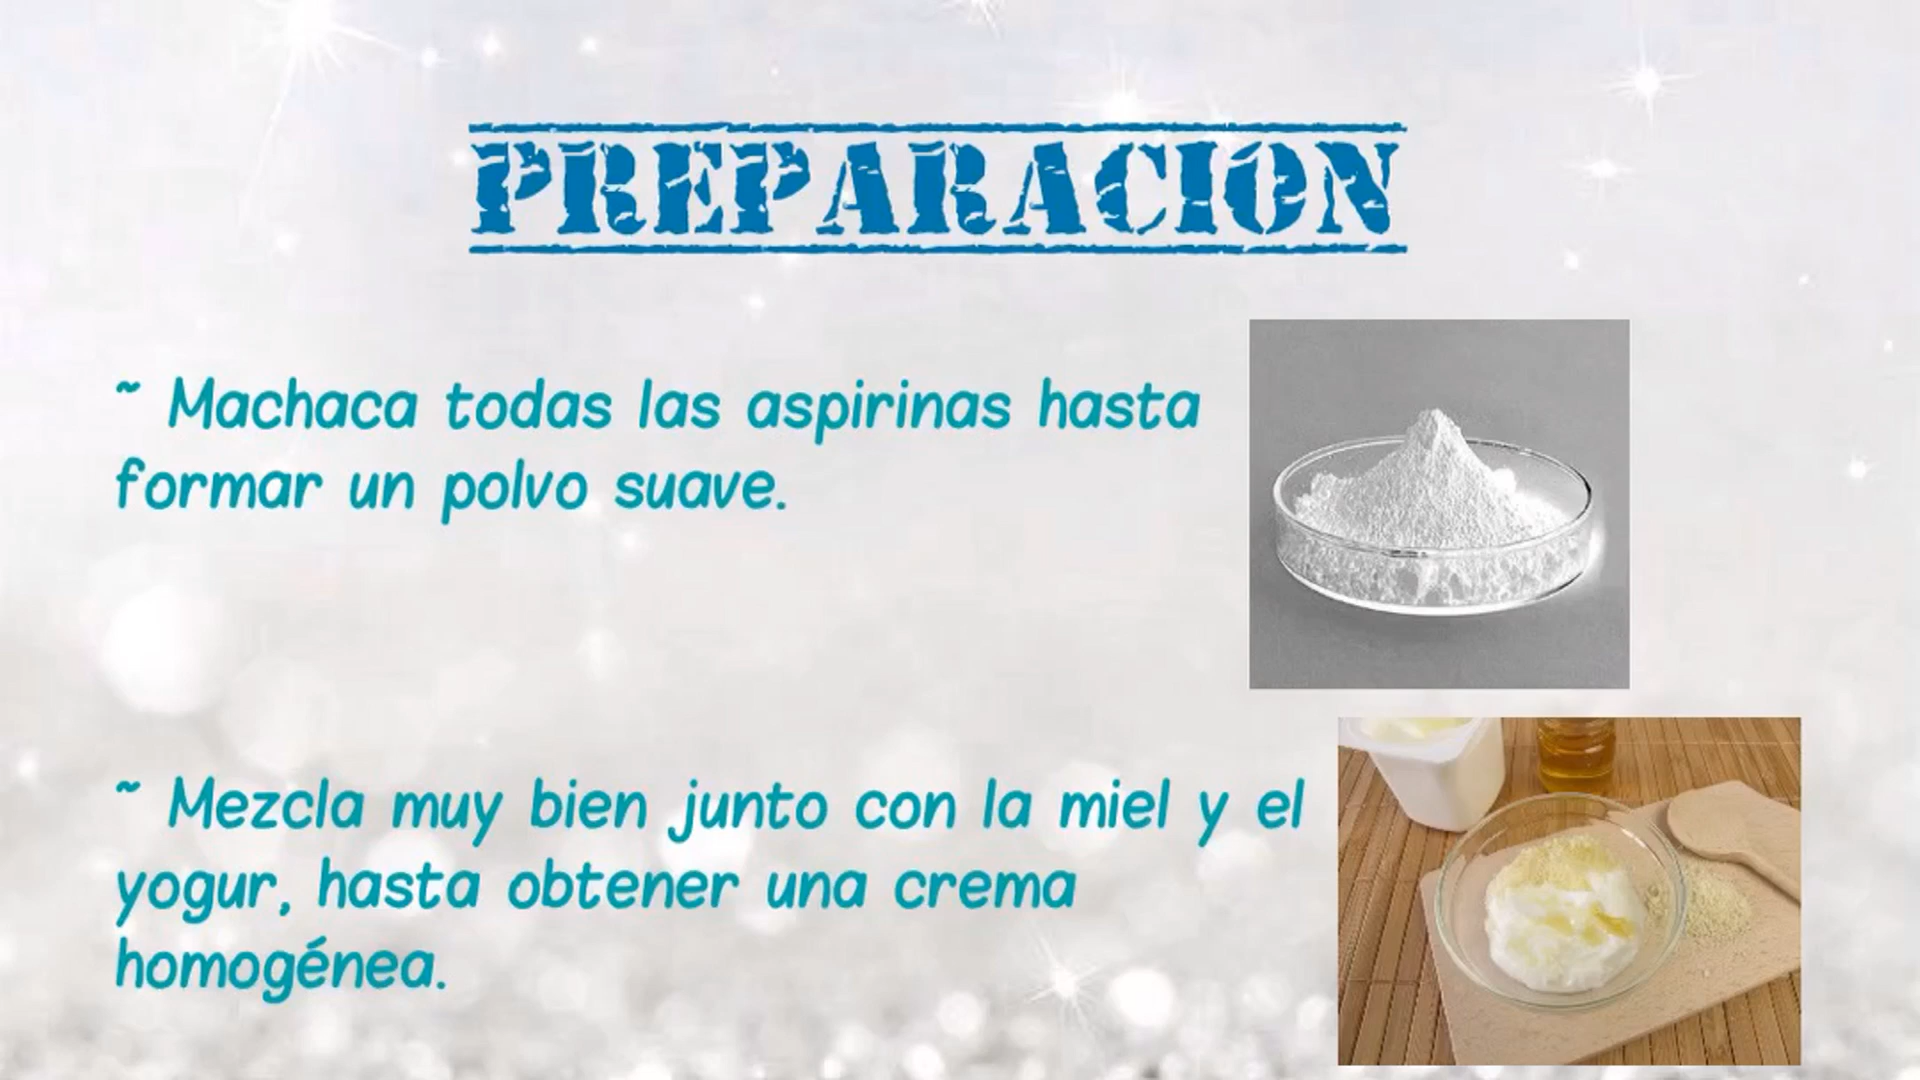 PREPARACION
~ Machaca todas las aspirinas hasta
formar un polvo suave.
~ Mezcla muy bien junto con la miel y el
yogur, hasta obtener una crema
homogénea.